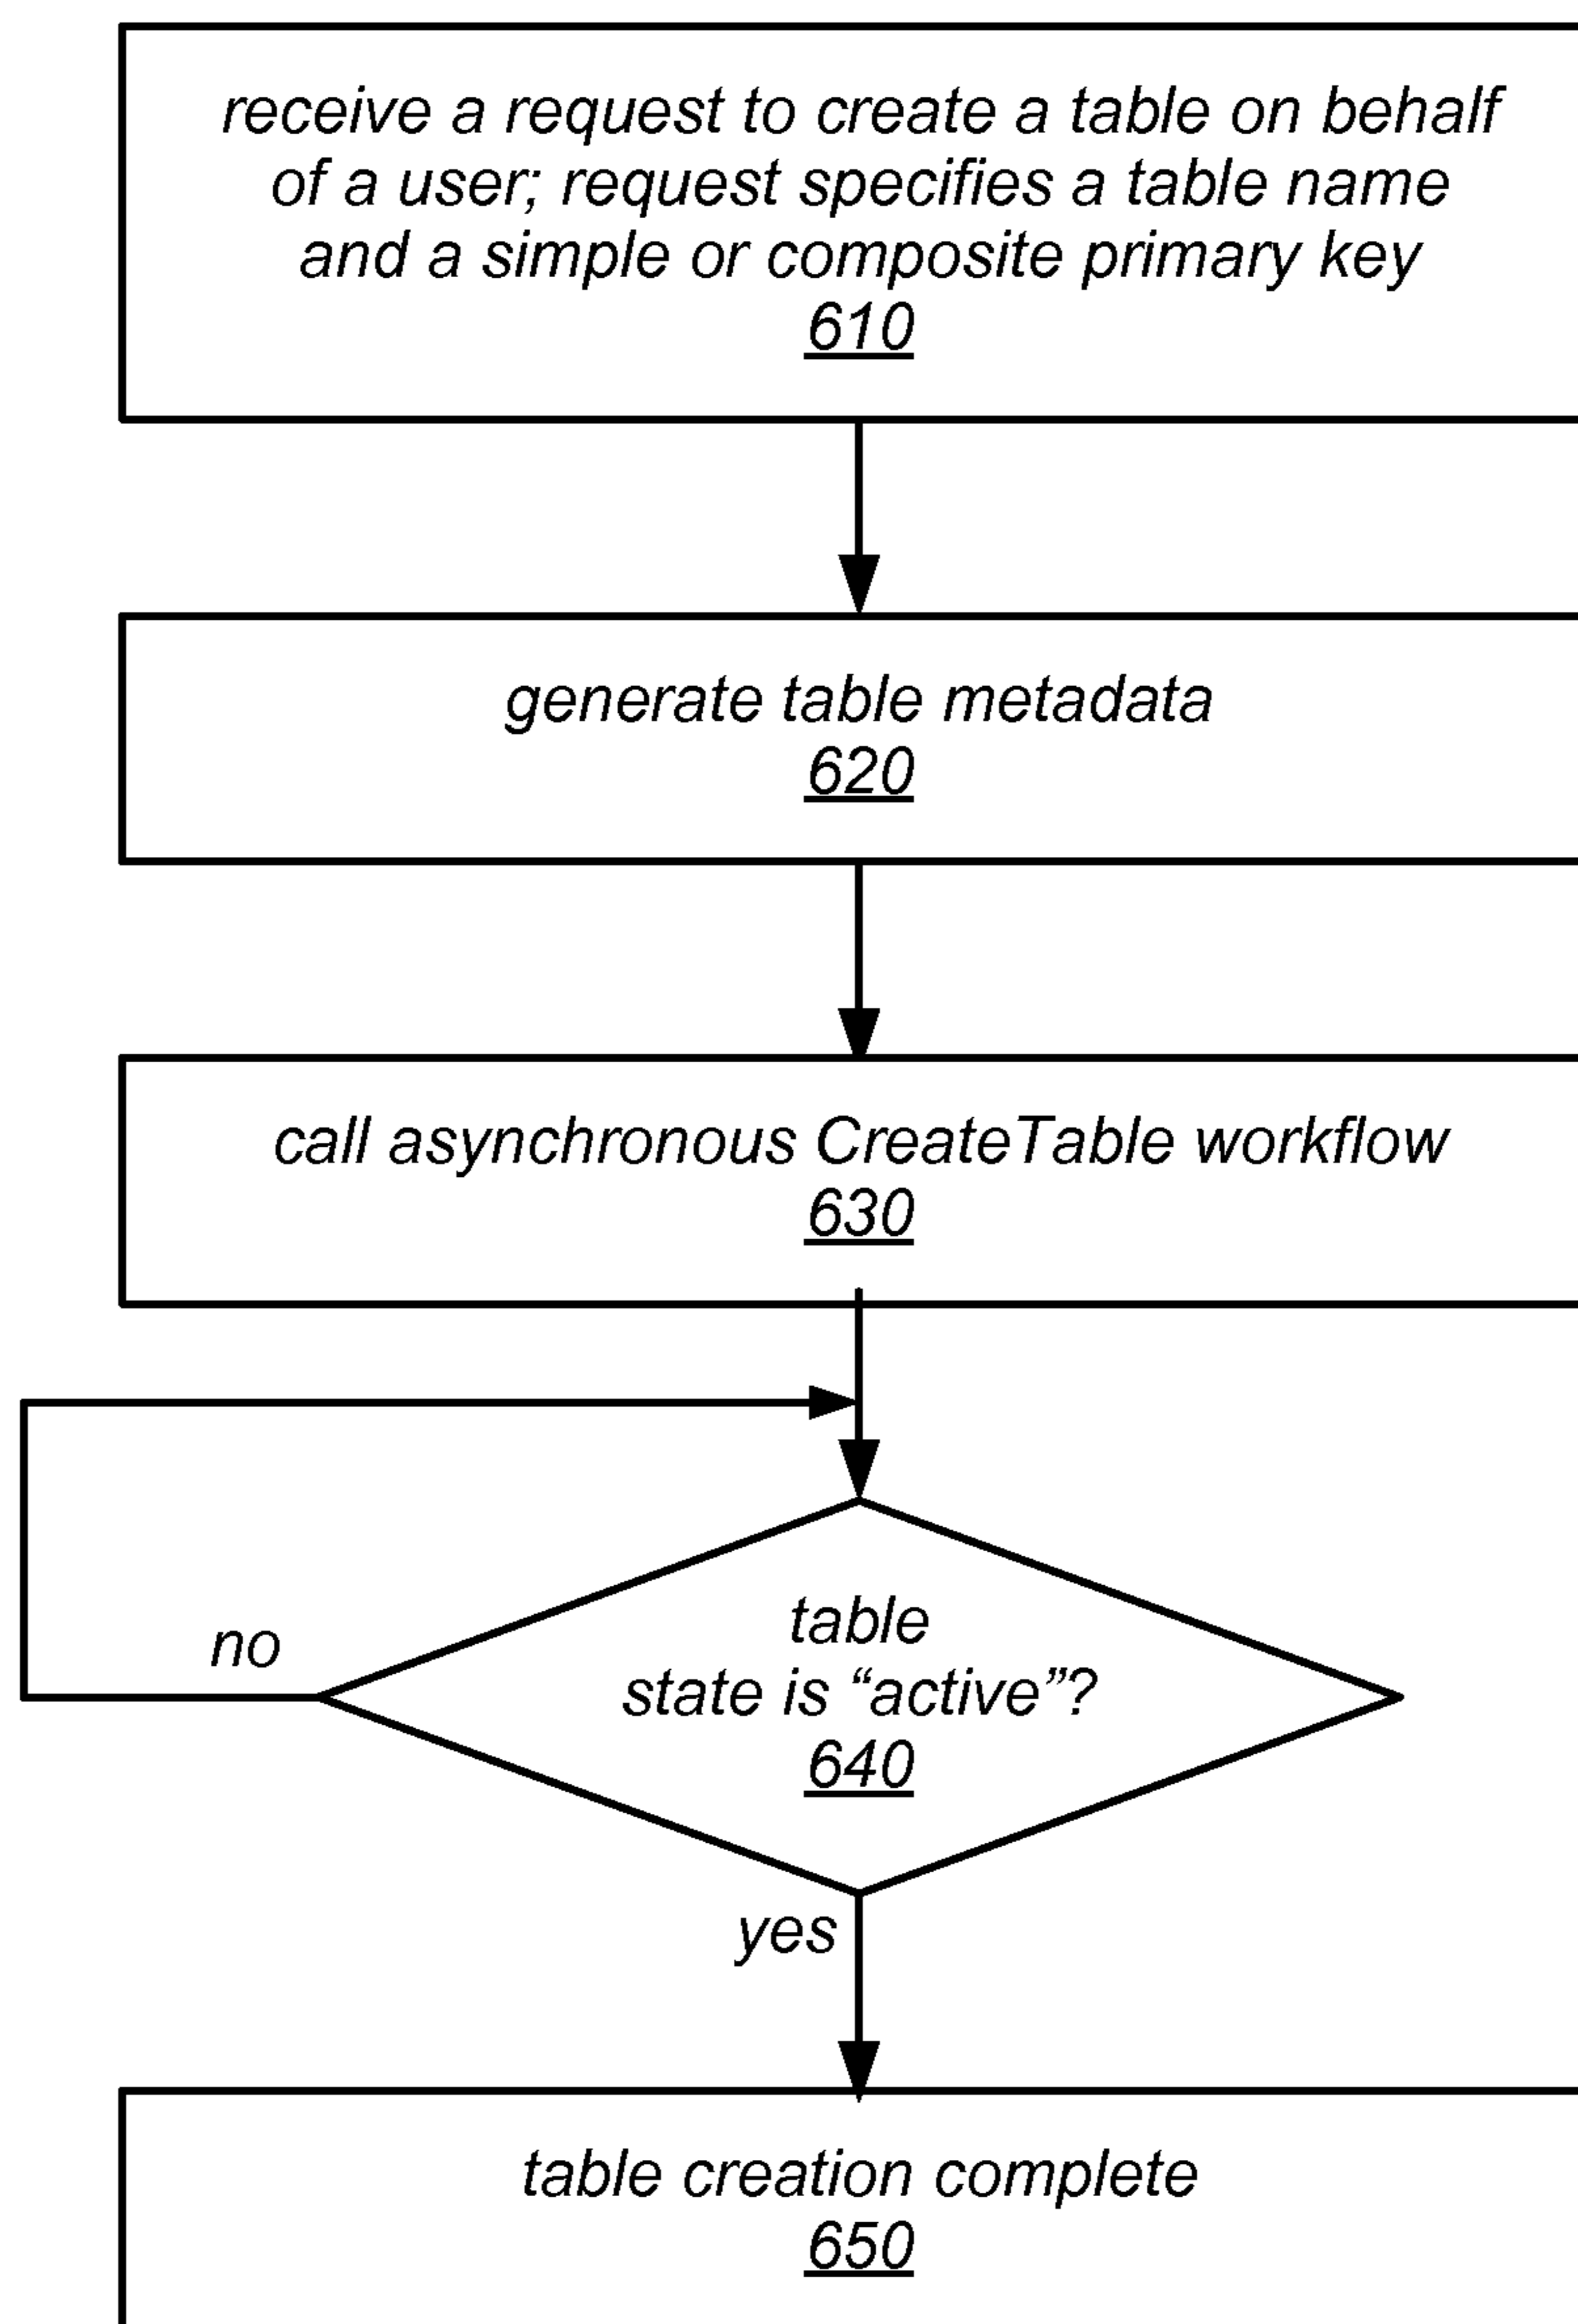 receive a request to create a table on behalf
of a user; request specifies a table name
and a simple or composite primary key
610
generate table metadata
620
call asynchronous CreateTable workflow
630
no
table
state is “active”?
640
yes
table creation complete
650